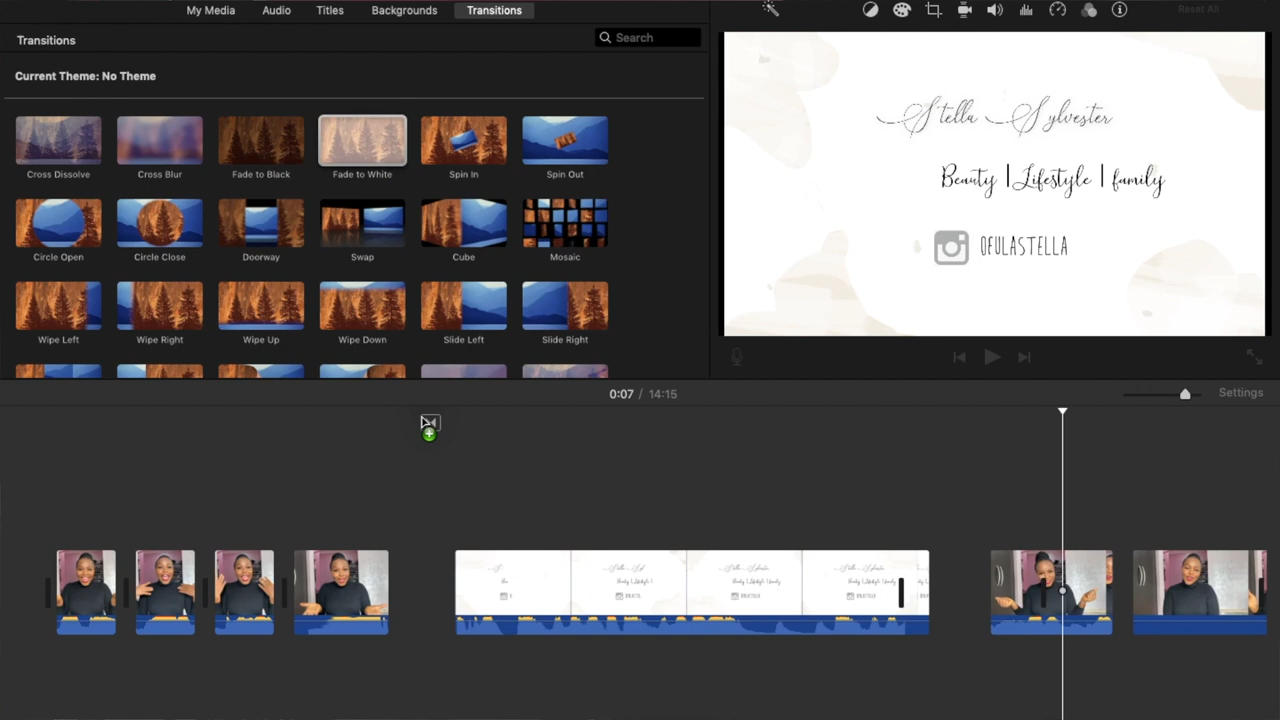 My Media Audio Titles Backgrounds Transitions
Reset All
Transitions
Search
Current Theme: No Theme
Cross Dissolve Cross Blur Fade to Black Fade to White Spin In Spin Out
Circle Open Circle Close Doorway Swap Cube Mosaic
Wipe Left Wipe Right Wipe Up Wipe Down Slide Left Slide Right
Stella Sylvester
Beauty | Lifestyle | family
OFULASTELLA
0:07 / 14:15
Settings